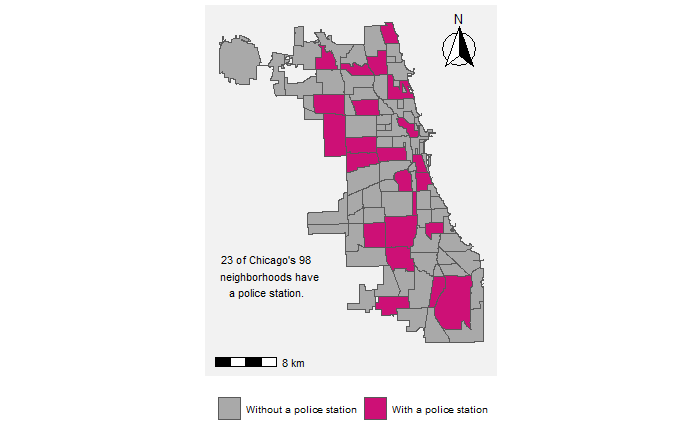 N
23 of Chicago's 98
neighborhoods have
a police station.
8 km
Without a police station
With a police station